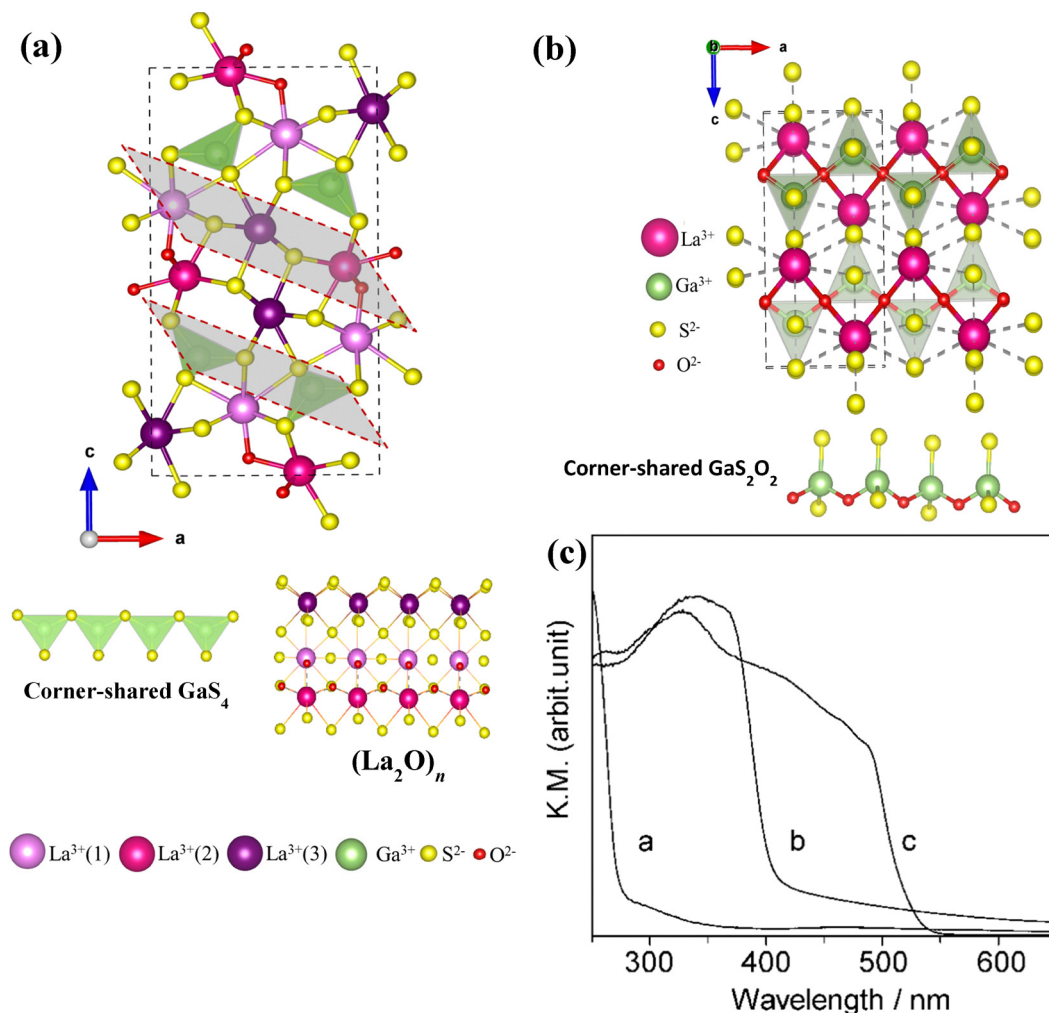 (a)
c
a
Corner-shared GaS₄
(La₂O)ₙ
La³⁺(1) La³⁺(2) La³⁺(3) Ga³⁺ S²⁻ O²⁻
(b)
b
a
c
La³⁺
Ga³⁺
S²⁻
O²⁻
Corner-shared GaS₂O₂
(c)
K.M. (arbit.unit)
a
b
c
300 400 500 600
Wavelength / nm